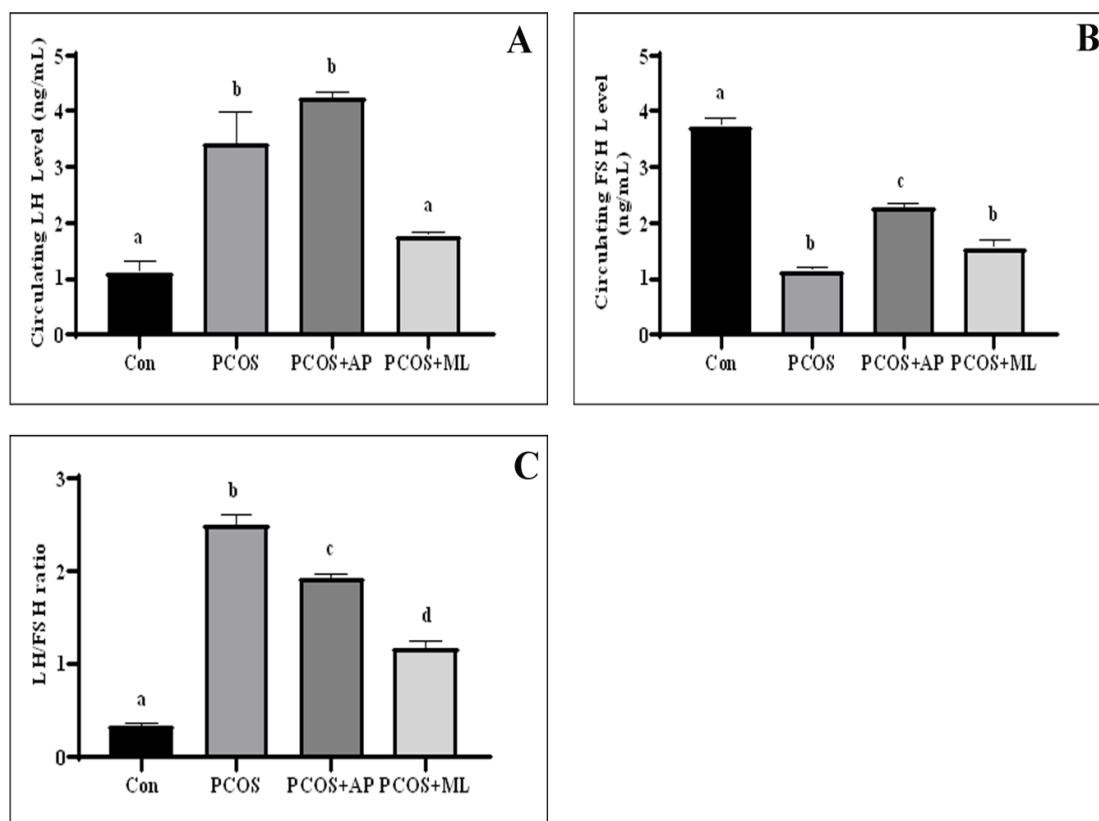 A
Circulating LH Level (ng/mL)
5
4
3
2
1
0
a
b
b
a
Con PCOS PCOS+AP PCOS+ML
B
Circulating FSH Level
(ng/mL)
5
4
3
2
1
0
a
b
c
b
Con PCOS PCOS+AP PCOS+ML
C
LH/FSH ratio
3
2
1
0
a
b
c
d
Con PCOS PCOS+AP PCOS+ML